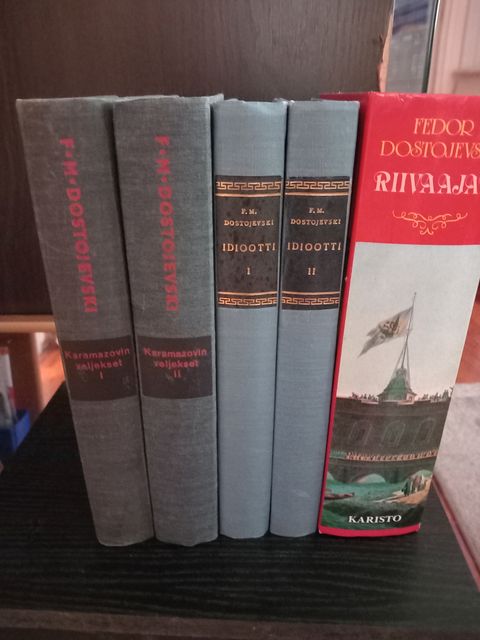 F·M·DOSTOJEVSKI
Karamazovin
veljekset
I
F·M·DOSTOJEVSKI
Karamazovin
veljekset
II
F. M.
DOSTOJEVSKI
IDIOOTTI
I
F. M.
DOSTOJEVSKI
IDIOOTTI
II
FEDOR
DOSTOJEVS
RIIVAAJA
KARISTO